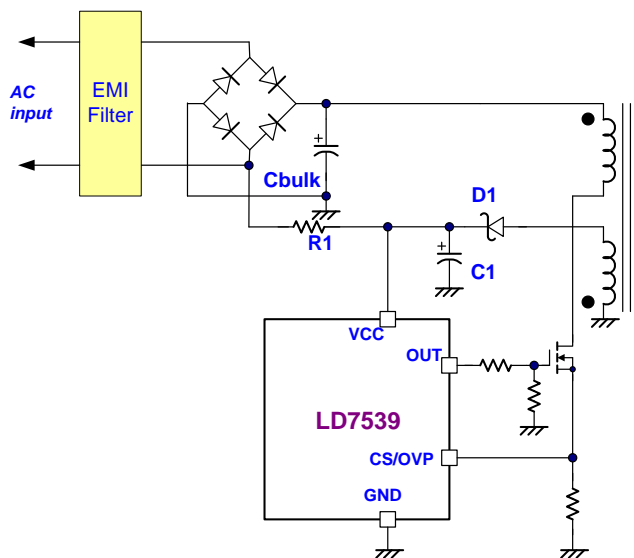 AC
input
EMI
Filter
+
Cbulk
R1
D1
+
C1
VCC
OUT
LD7539
CS/OVP
GND